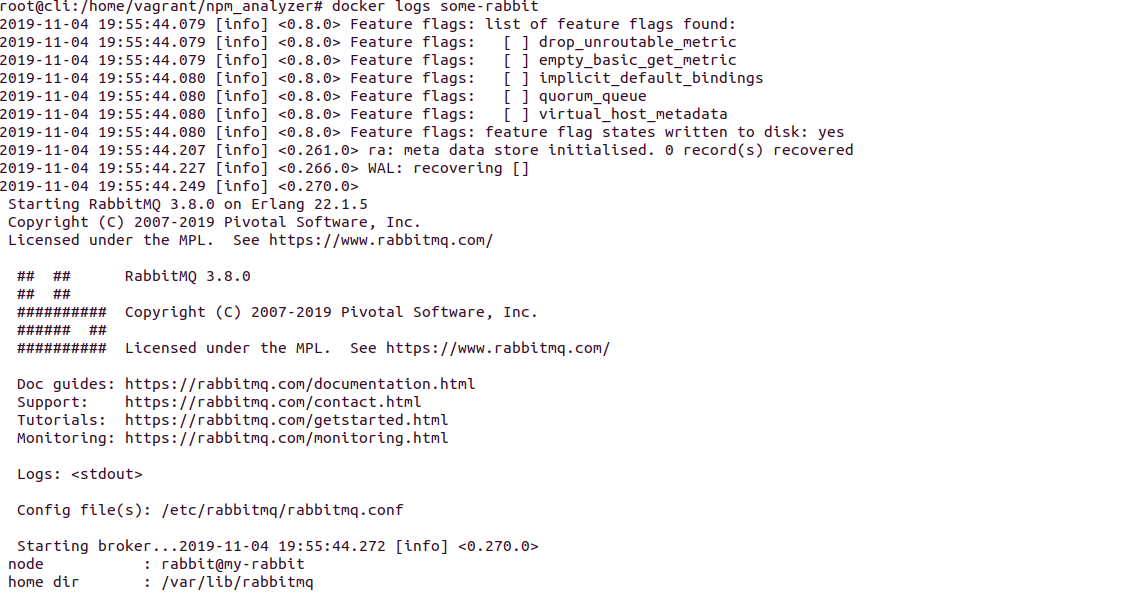 root@cli:/home/vagrant/npm_analyzer# docker logs some-rabbit
2019-11-04 19:55:44.079 [info] <0.8.0> Feature flags: list of feature flags found:
2019-11-04 19:55:44.079 [info] <0.8.0> Feature flags:   [ ] drop_unroutable_metric
2019-11-04 19:55:44.079 [info] <0.8.0> Feature flags:   [ ] empty_basic_get_metric
2019-11-04 19:55:44.080 [info] <0.8.0> Feature flags:   [ ] implicit_default_bindings
2019-11-04 19:55:44.080 [info] <0.8.0> Feature flags:   [ ] quorum_queue
2019-11-04 19:55:44.080 [info] <0.8.0> Feature flags:   [ ] virtual_host_metadata
2019-11-04 19:55:44.080 [info] <0.8.0> Feature flags: feature flag states written to disk: yes
2019-11-04 19:55:44.207 [info] <0.261.0> ra: meta data store initialised. 0 record(s) recovered
2019-11-04 19:55:44.227 [info] <0.266.0> WAL: recovering []
2019-11-04 19:55:44.249 [info] <0.270.0>
 Starting RabbitMQ 3.8.0 on Erlang 22.1.5
 Copyright (C) 2007-2019 Pivotal Software, Inc.
 Licensed under the MPL.  See https://www.rabbitmq.com/

  ##  ##      RabbitMQ 3.8.0
  ##  ##
  ##########  Copyright (C) 2007-2019 Pivotal Software, Inc.
  ######  ##
  ##########  Licensed under the MPL.  See https://www.rabbitmq.com/

  Doc guides: https://rabbitmq.com/documentation.html
  Support:    https://rabbitmq.com/contact.html
  Tutorials:  https://rabbitmq.com/getstarted.html
  Monitoring: https://rabbitmq.com/monitoring.html

  Logs: <stdout>

  Config file(s): /etc/rabbitmq/rabbitmq.conf

  Starting broker...2019-11-04 19:55:44.272 [info] <0.270.0>
 node           : rabbit@my-rabbit
 home dir       : /var/lib/rabbitmq